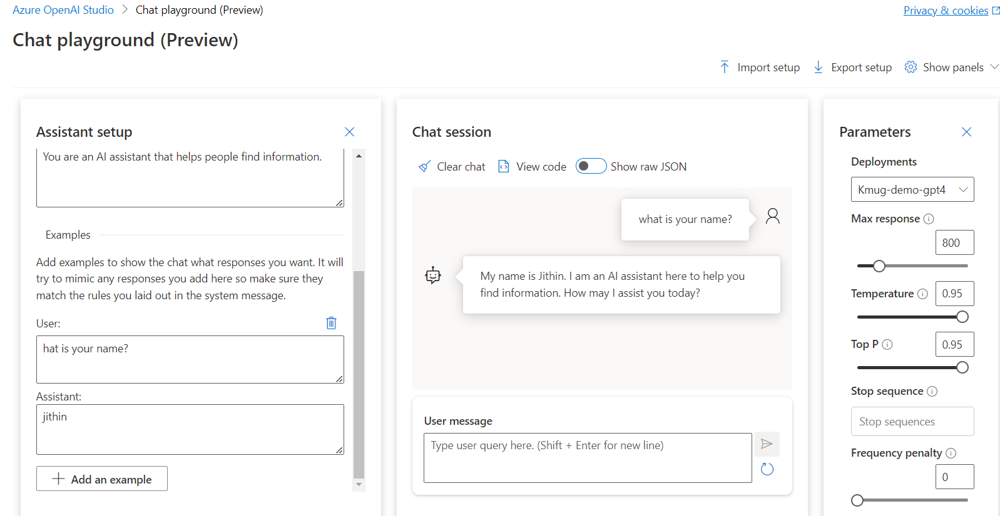 Azure OpenAI Studio > Chat playground (Preview)
Privacy & cookies
Chat playground (Preview)
Import setup
Export setup
Show panels
Assistant setup
You are an AI assistant that helps people find information.
Examples
Add examples to show the chat what responses you want. It will
try to mimic any responses you add here so make sure they
match the rules you laid out in the system message.
User:
hat is your name?
Assistant:
jithin
Add an example
Chat session
Clear chat
View code
Show raw JSON
what is your name?
My name is Jithin. I am an AI assistant here to help you
find information. How may I assist you today?
User message
Type user query here. (Shift + Enter for new line)
Parameters
Deployments
Kmug-demo-gpt4
Max response
800
Temperature
0.95
Top P
0.95
Stop sequence
Stop sequences
Frequency penalty
0